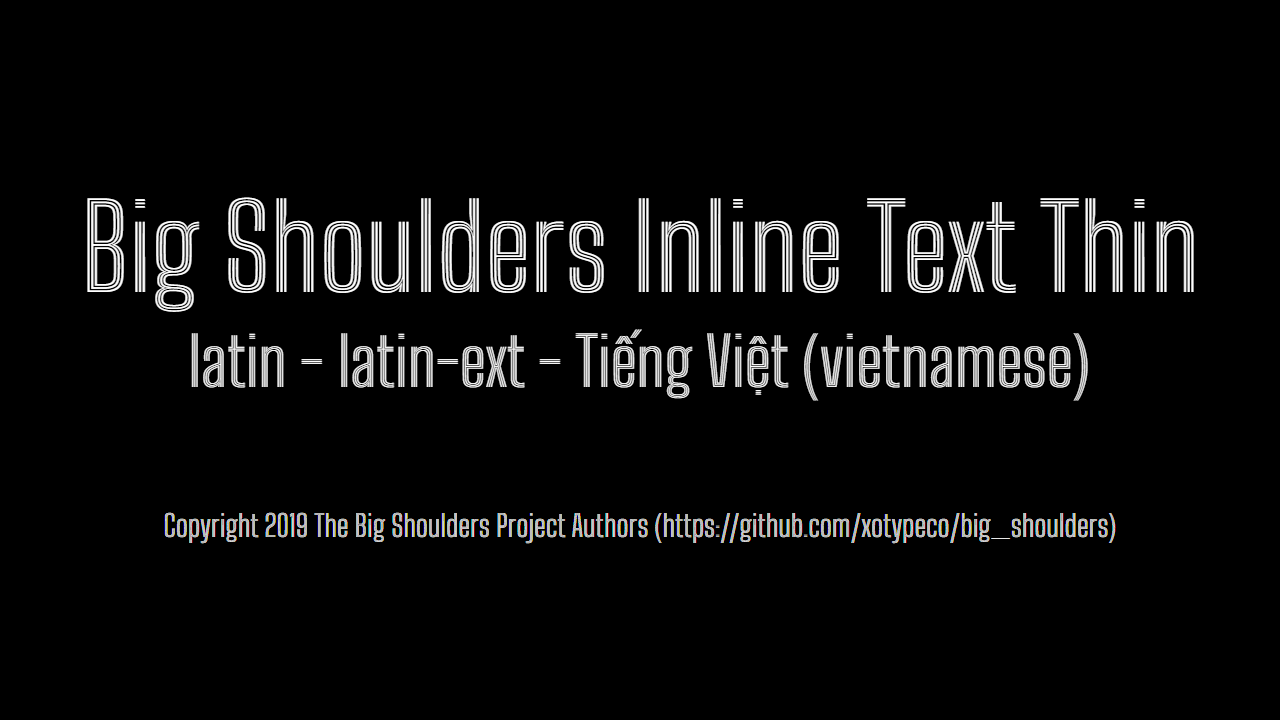 Big Shoulders Inline Text Thin
latin - latin-ext - Tiếng Việt (vietnamese)
Copyright 2019 The Big Shoulders Project Authors (https://github.com/xotypeco/big_shoulders)